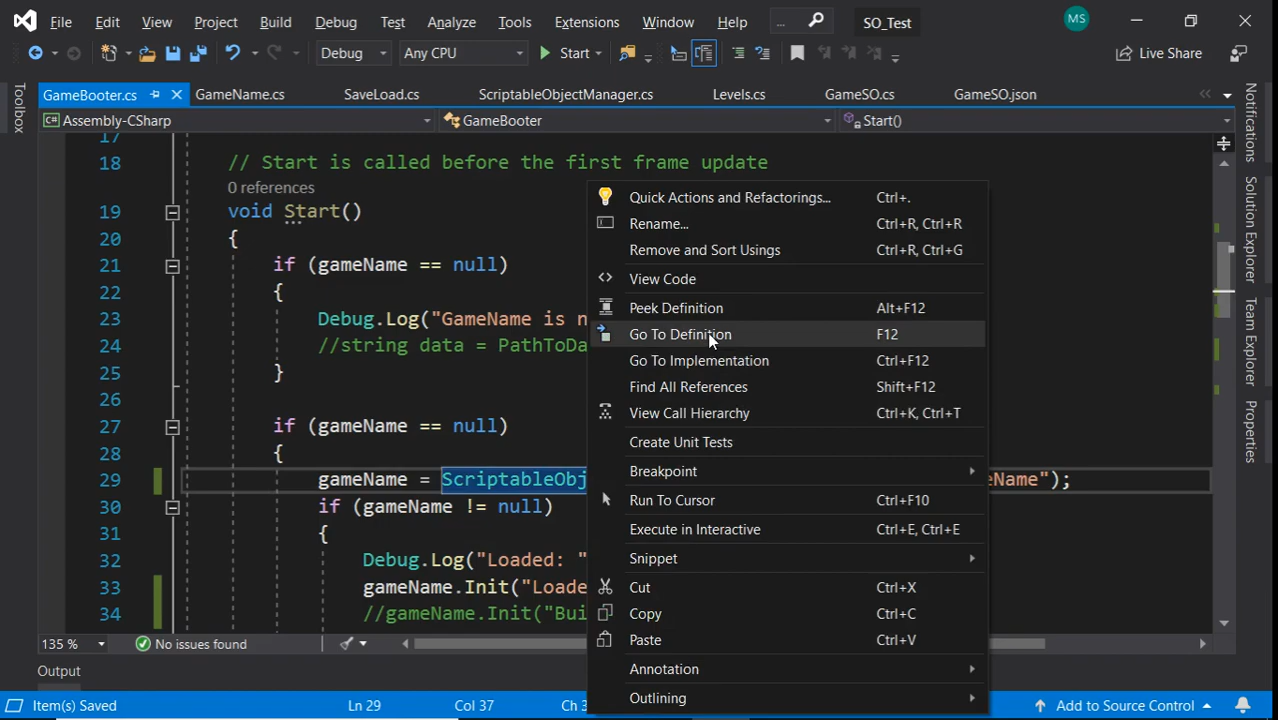 File Edit View Project Build Debug Test Analyze Tools Extensions Window Help ... SO_Test MS
Debug Any CPU Start Live Share
GameBooter.cs GameName.cs SaveLoad.cs ScriptableObjectManager.cs Levels.cs GameSO.cs GameSO.json
Assembly-CSharp GameBooter Start()
Toolbox
17
18 // Start is called before the first frame update
0 references
19 void Start()
20 {
21 if (gameName == null)
22 {
23 Debug.Log("GameName is n
24 //string data = PathToDa
25 }
26
27 if (gameName == null)
28 {
29 gameName = ScriptableObj eName");
30 if (gameName != null)
31 {
32 Debug.Log("Loaded: "
33 gameName.Init("Loade
34 //gameName.Init("Bui
Quick Actions and Refactorings... Ctrl+.
Rename... Ctrl+R, Ctrl+R
Remove and Sort Usings Ctrl+R, Ctrl+G
View Code
Peek Definition Alt+F12
Go To Definition F12
Go To Implementation Ctrl+F12
Find All References Shift+F12
View Call Hierarchy Ctrl+K, Ctrl+T
Create Unit Tests
Breakpoint
Run To Cursor Ctrl+F10
Execute in Interactive Ctrl+E, Ctrl+E
Snippet
Cut Ctrl+X
Copy Ctrl+C
Paste Ctrl+V
Annotation
Outlining
Notifications
Solution Explorer
Team Explorer
Properties
135 % No issues found
Output
Item(s) Saved Ln 29 Col 37 Ch 3 Add to Source Control